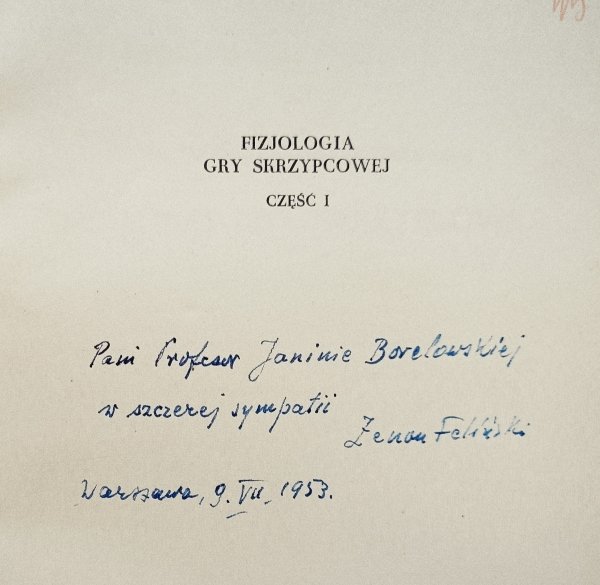 FIZJOLOGIA
GRY SKRZYPCOWEJ
CZĘŚĆ I
Pani Profesor Janinie Borelowskiej
w szczerej sympatii
Zenon Feliński
Warszawa, 9. VII. 1953.